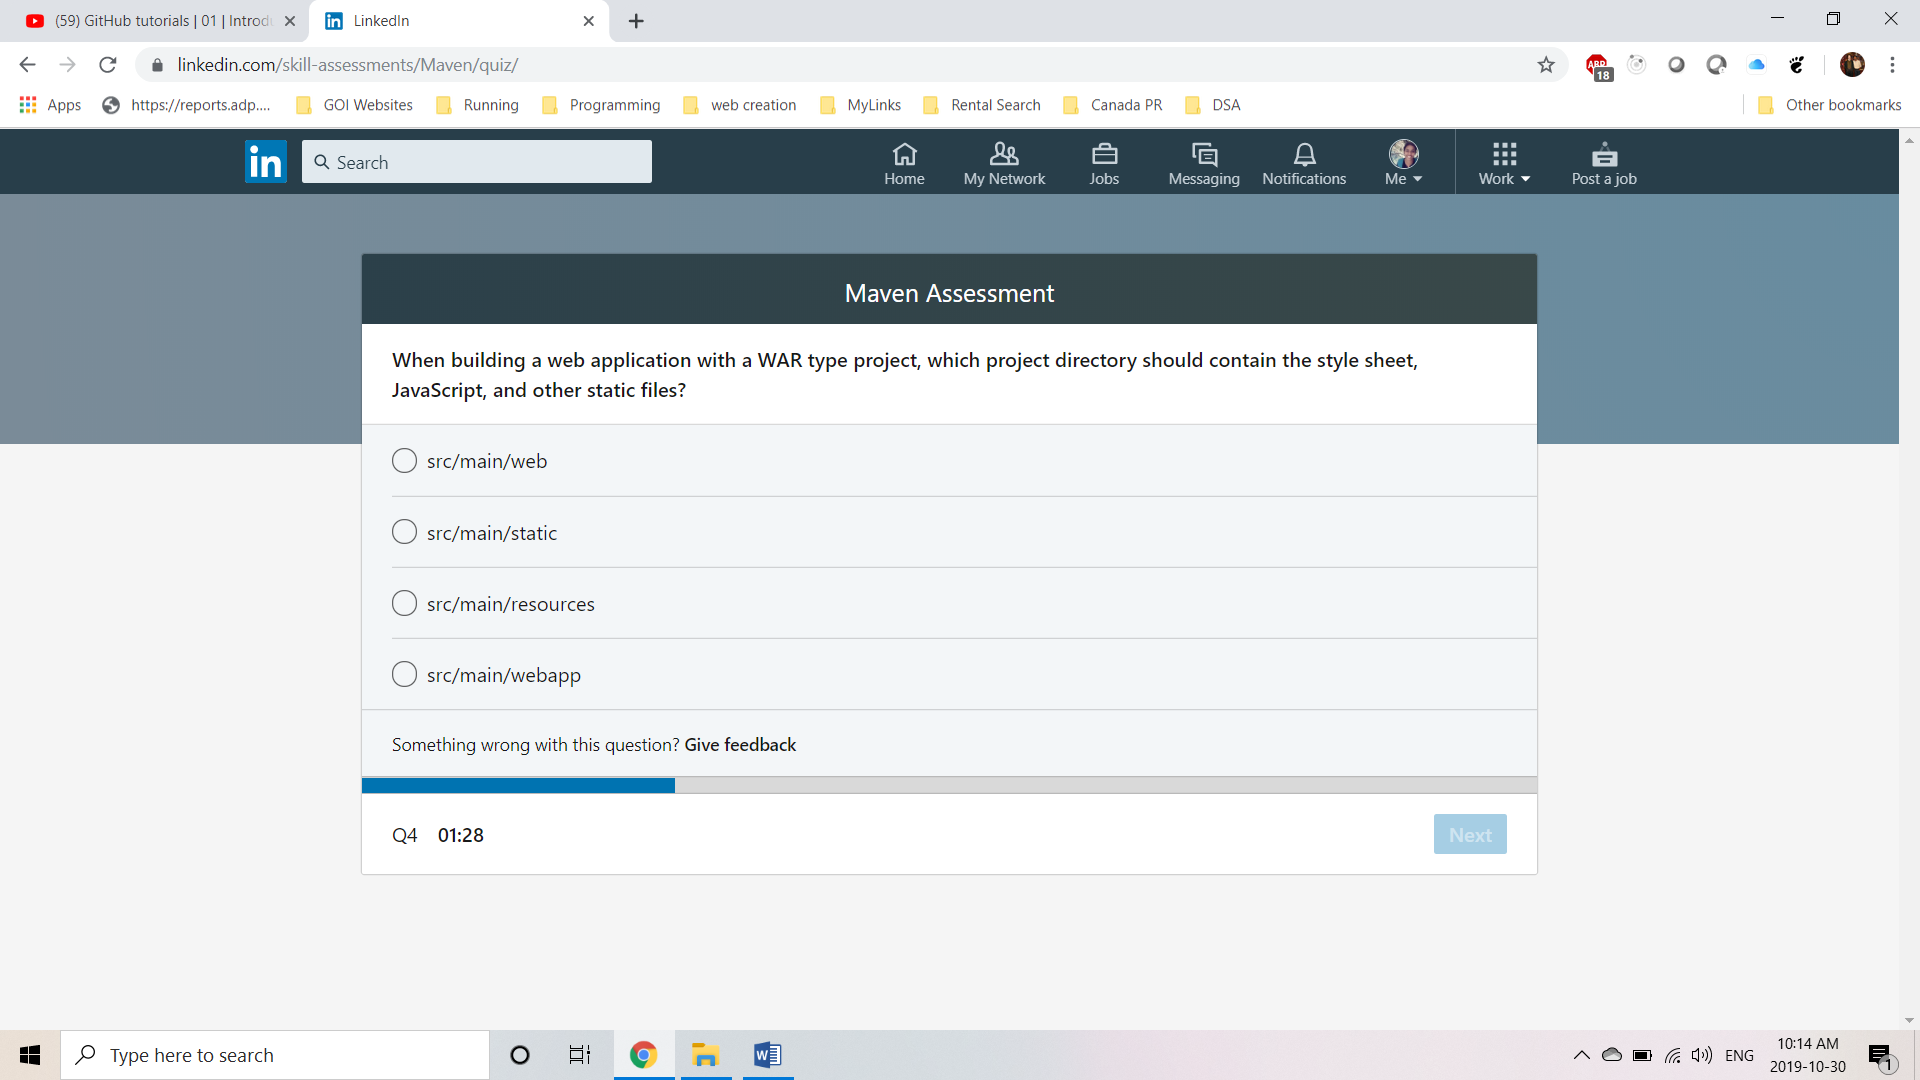 (59) GitHub tutorials | 01 | Introdu
LinkedIn
linkedin.com/skill-assessments/Maven/quiz/
ABP
18
Apps
https://reports.adp....
GOI Websites
Running
Programming
web creation
MyLinks
Rental Search
Canada PR
DSA
Other bookmarks
in
Search
Home
My Network
Jobs
Messaging
Notifications
Me
Work
Post a job
Maven Assessment
When building a web application with a WAR type project, which project directory should contain the style sheet,
JavaScript, and other static files?
src/main/web
src/main/static
src/main/resources
src/main/webapp
Something wrong with this question? Give feedback
Q4 01:28
Next
Type here to search
ENG
10:14 AM
2019-10-30
1